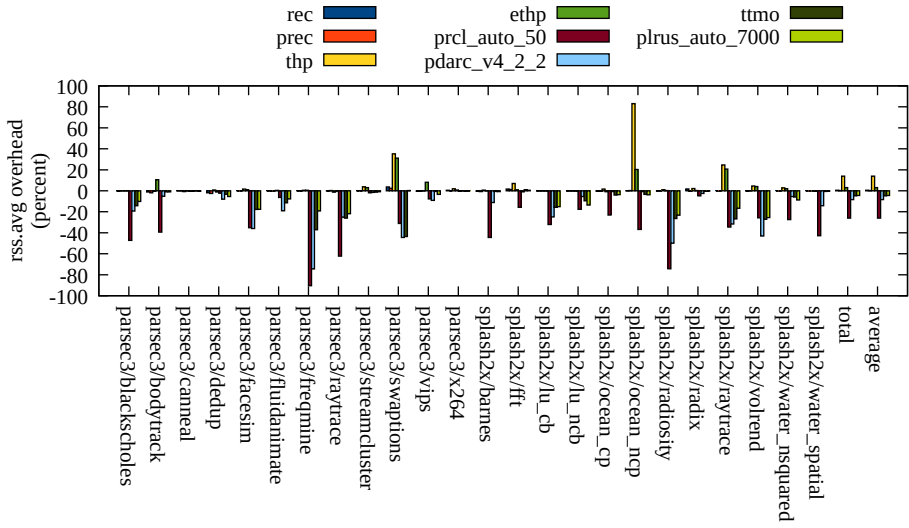 rec
prec
thp
ethp
prcl_auto_50
pdarc_v4_2_2
ttmo
plrus_auto_7000
rss.avg overhead
(percent)
100
80
60
40
20
0
-20
-40
-60
-80
-100
parsec3/blackscholes
parsec3/bodytrack
parsec3/canneal
parsec3/dedup
parsec3/facesim
parsec3/fluidanimate
parsec3/freqmine
parsec3/raytrace
parsec3/streamcluster
parsec3/swaptions
parsec3/vips
parsec3/x264
splash2x/barnes
splash2x/fft
splash2x/lu_cb
splash2x/lu_ncb
splash2x/ocean_cp
splash2x/ocean_ncp
splash2x/radiosity
splash2x/radix
splash2x/raytrace
splash2x/volrend
splash2x/water_nsquared
splash2x/water_spatial
total
average